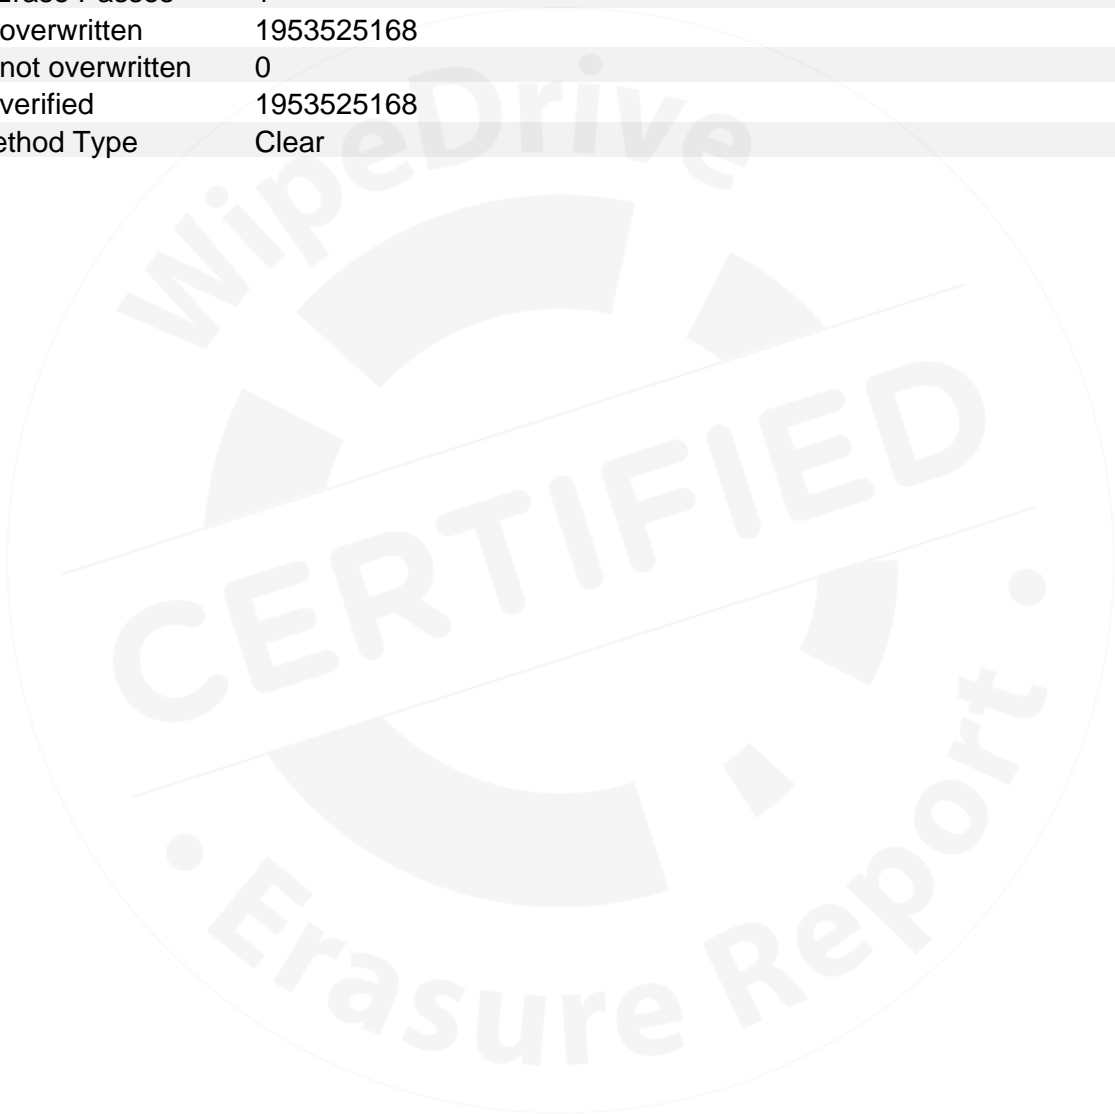 overwritten 1953525168
not overwritten 0
verified 1953525168
ethod Type Clear
WipeDrive
CERTIFIED
Erasure Report